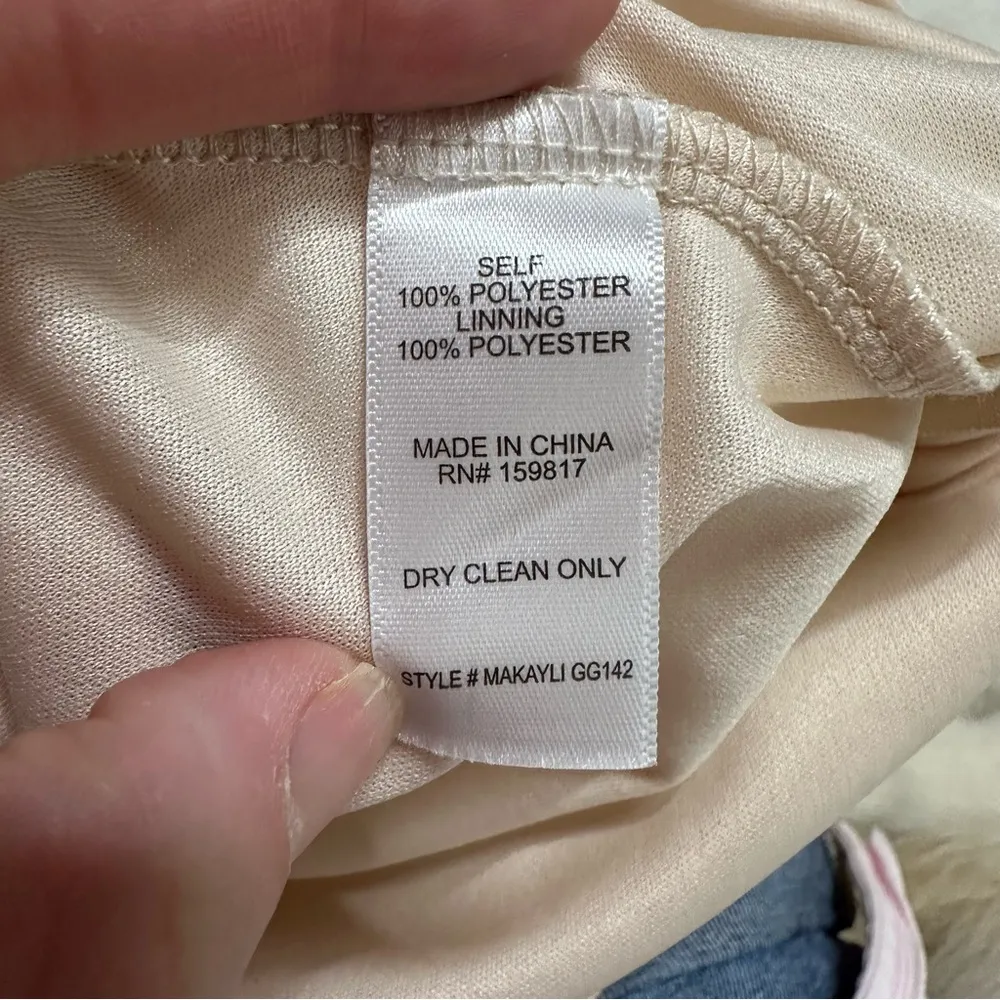 SELF
100% POLYESTER
LINNING
100% POLYESTER
MADE IN CHINA
RN# 159817
DRY CLEAN ONLY
STYLE # MAKAYLI GG142